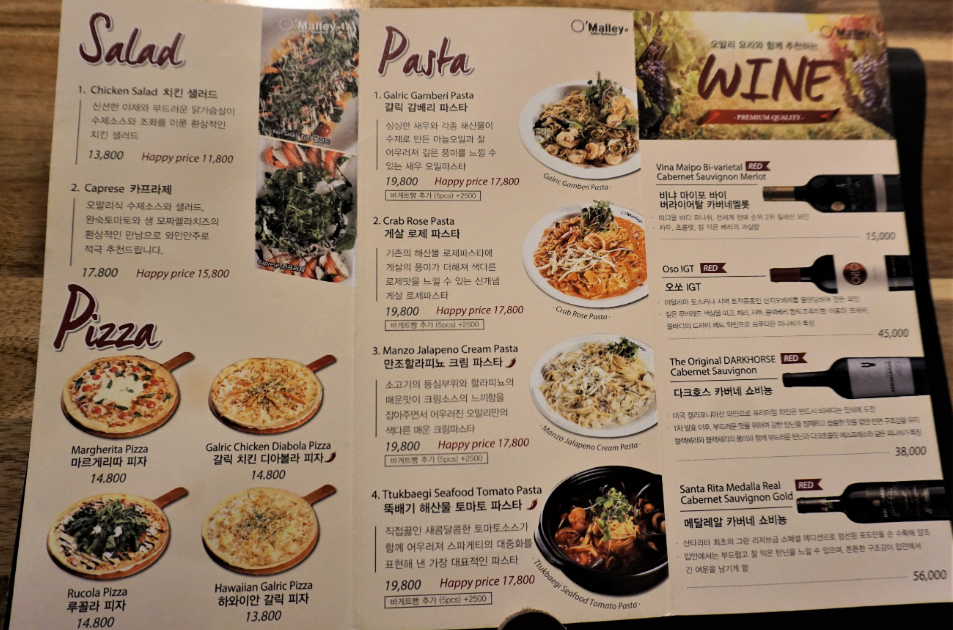 Salad
1. Chicken Salad 치킨 샐러드
신선한 야채와 부드러운 닭가슴살이
수제소스와 조화를 이룬 환상적인
치킨 샐러드
13,800 Happy price 11,800
2. Caprese 카프라제
오말리식 수제소스와 샐러드.
완숙토마토와 생 모짜렐라치즈의
환상적인 만남으로 와인안주로
적극 추천드립니다.
17.800 Happy price 15,800
O'Malley
Pizza
Margherita Pizza
마르게리따 피자
14.800
Galric Chicken Diabola Pizza
갈릭 치킨 디아볼라 피자
14.800
Rucola Pizza
루꼴라 피자
14.800
Hawaiian Galric Pizza
하와이안 갈릭 피자
13.800
Pasta
O'Malley
1. Galric Gamberi Pasta
갈릭 감베리 파스타
싱싱한 새우와 각종 해산물이
수제로 만든 마늘오일과 잘
어우러져 깊은 풍미를 느낄 수
있는 새우 오일파스타
19,800 Happy price 17,800
바게트빵 추가 (5pcs) +2500
· Galric Gamberi Pasta ·
2. Crab Rose Pasta
게살 로제 파스타
기존의 해산물 로제파스타에
게살의 풍미가 더해져 색다른
로제맛을 느낄 수 있는 신개념
게살 로제파스타
19,800 Happy price 17,800
바게트빵 추가 (5pcs) +2500
· Crab Rose Pasta ·
3. Manzo Jalapeno Cream Pasta
만조할라피뇨 크림 파스타
소고기의 등심부위와 할라피뇨의
매운맛이 크림소스의 느끼함을
잡아주면서 어우러진 오말리만의
색다른 매운 크림파스타
19,800 Happy price 17,800
바게트빵 추가 (5pcs) +2500
· Manzo Jalapeno Cream Pasta ·
4. Ttukbaegi Seafood Tomato Pasta
뚝배기 해산물 토마토 파스타
직접끓인 새콤달콤한 토마토소스가
함께 어우러져 스파게티의 대중화를
표현해 낸 가장 대표적인 파스타
19,800 Happy price 17,800
바게트빵 추가 (5pcs) +2500
· Ttukbaegi Seafood Tomato Pasta ·
오말리 요리와 함께 추천하는
O'Malley
WINE
· PREMIUM QUALITY ·
Vina Maipo Bi-varietal RED
Cabernet Sauvignon Merlot
비냐 마이포 바이
버라이어탈 카버네멜롯
15,000
Oso IGT RED
오쏘 IGT
45,000
The Original DARKHORSE RED
Cabernet Sauvignon
다크호스 카버네 쇼비뇽
38,000
Santa Rita Medalla Real RED
Cabernet Sauvignon Gold
메달레알 카버네 쇼비뇽
56,000